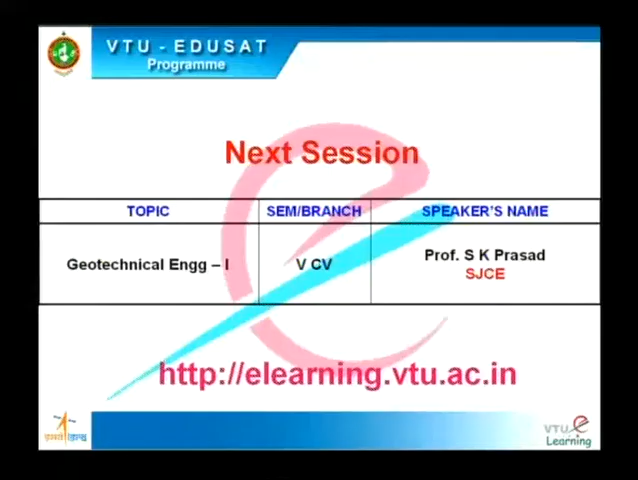 VTU - EDUSAT
Programme
Next Session
TOPIC SEM/BRANCH SPEAKER'S NAME
Geotechnical Engg – I V CV Prof. S K Prasad
SJCE
http://elearning.vtu.ac.in
VTU e
Learning